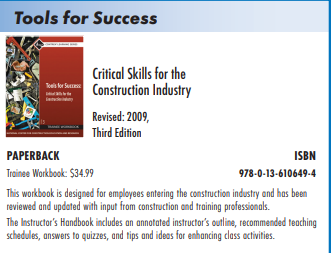 Tools for Success
Tools for Success
Critical Skills for the
Construction Industry
TRAINEE WORKBOOK
Critical Skills for the
Construction Industry
Revised: 2009,
Third Edition
PAPERBACK ISBN
Trainee Workbook: $34.99 978-0-13-610649-4
This workbook is designed for employees entering the construction industry and has been
reviewed and updated with input from construction and training professionals.
The Instructor's Handbook includes an annotated instructor's outline, recommended teaching
schedules, answers to quizzes, and tips and ideas for enhancing class activities.